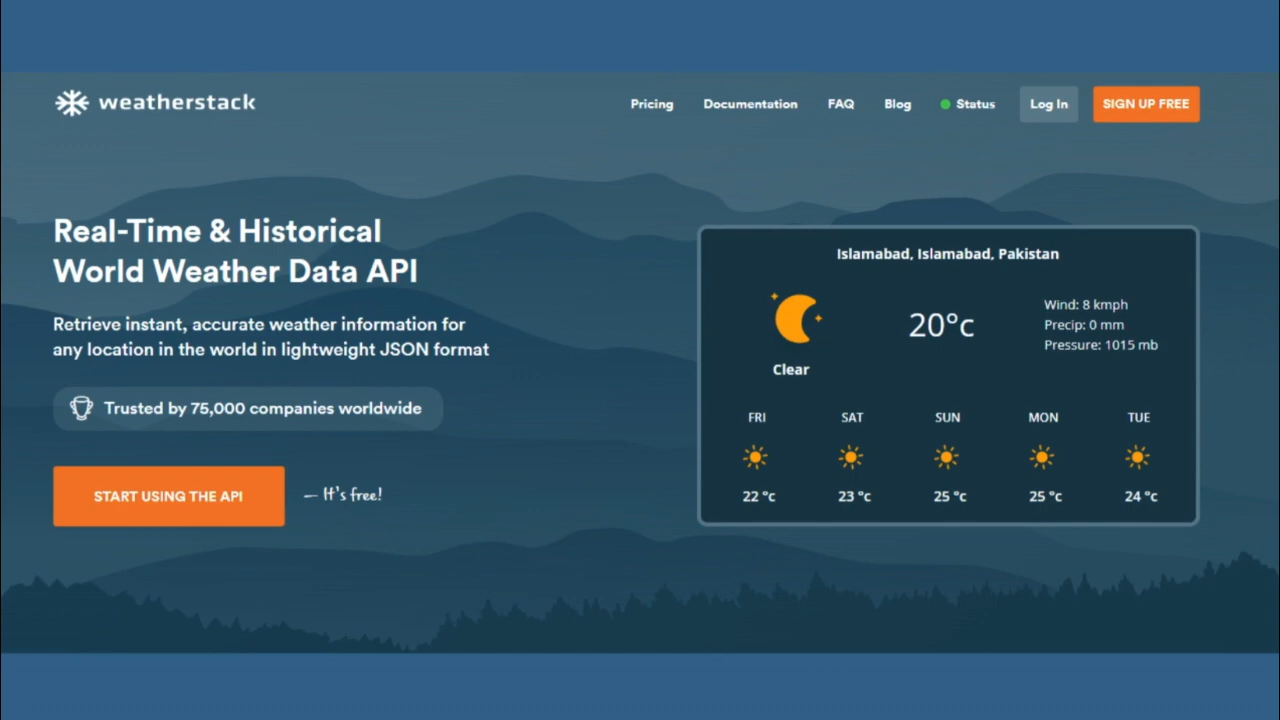 weatherstack
Pricing Documentation FAQ Blog Status Log In SIGN UP FREE
Real-Time & Historical
World Weather Data API
Retrieve instant, accurate weather information for
any location in the world in lightweight JSON format
Trusted by 75,000 companies worldwide
START USING THE API – It's free!
Islamabad, Islamabad, Pakistan
Clear
20°c
Wind: 8 kmph
Precip: 0 mm
Pressure: 1015 mb
FRI SAT SUN MON TUE
22 °c 23 °c 25 °c 25 °c 24 °c